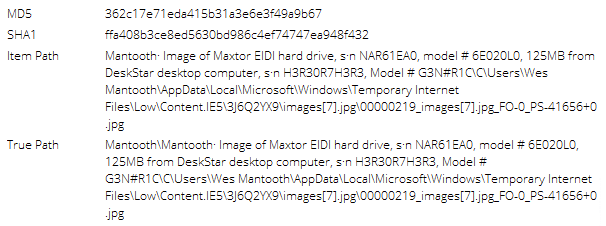 MD5 362c17e71eda415b31a3e6e3f49a9b67
SHA1 ffa408b3ce8ed5630bd986c4ef74747ea948f432
Item Path Mantooth· Image of Maxtor EIDI hard drive, s·n NAR61EA0, model # 6E020L0, 125MB from
DeskStar desktop computer, s·n H3R30R7H3R3, Model # G3N#R1C\C\Users\Wes
Mantooth\AppData\Local\Microsoft\Windows\Temporary Internet
Files\Low\Content.IE5\3J6Q2YX9\images[7].jpg\00000219_images[7].jpg_FO-0_PS-41656+0
.jpg
True Path Mantooth\Mantooth· Image of Maxtor EIDI hard drive, s·n NAR61EA0, model # 6E020L0,
125MB from DeskStar desktop computer, s·n H3R30R7H3R3, Model #
G3N#R1C\C\Users\Wes Mantooth\AppData\Local\Microsoft\Windows\Temporary Internet
Files\Low\Content.IE5\3J6Q2YX9\images[7].jpg\00000219_images[7].jpg_FO-0_PS-41656+0
.jpg